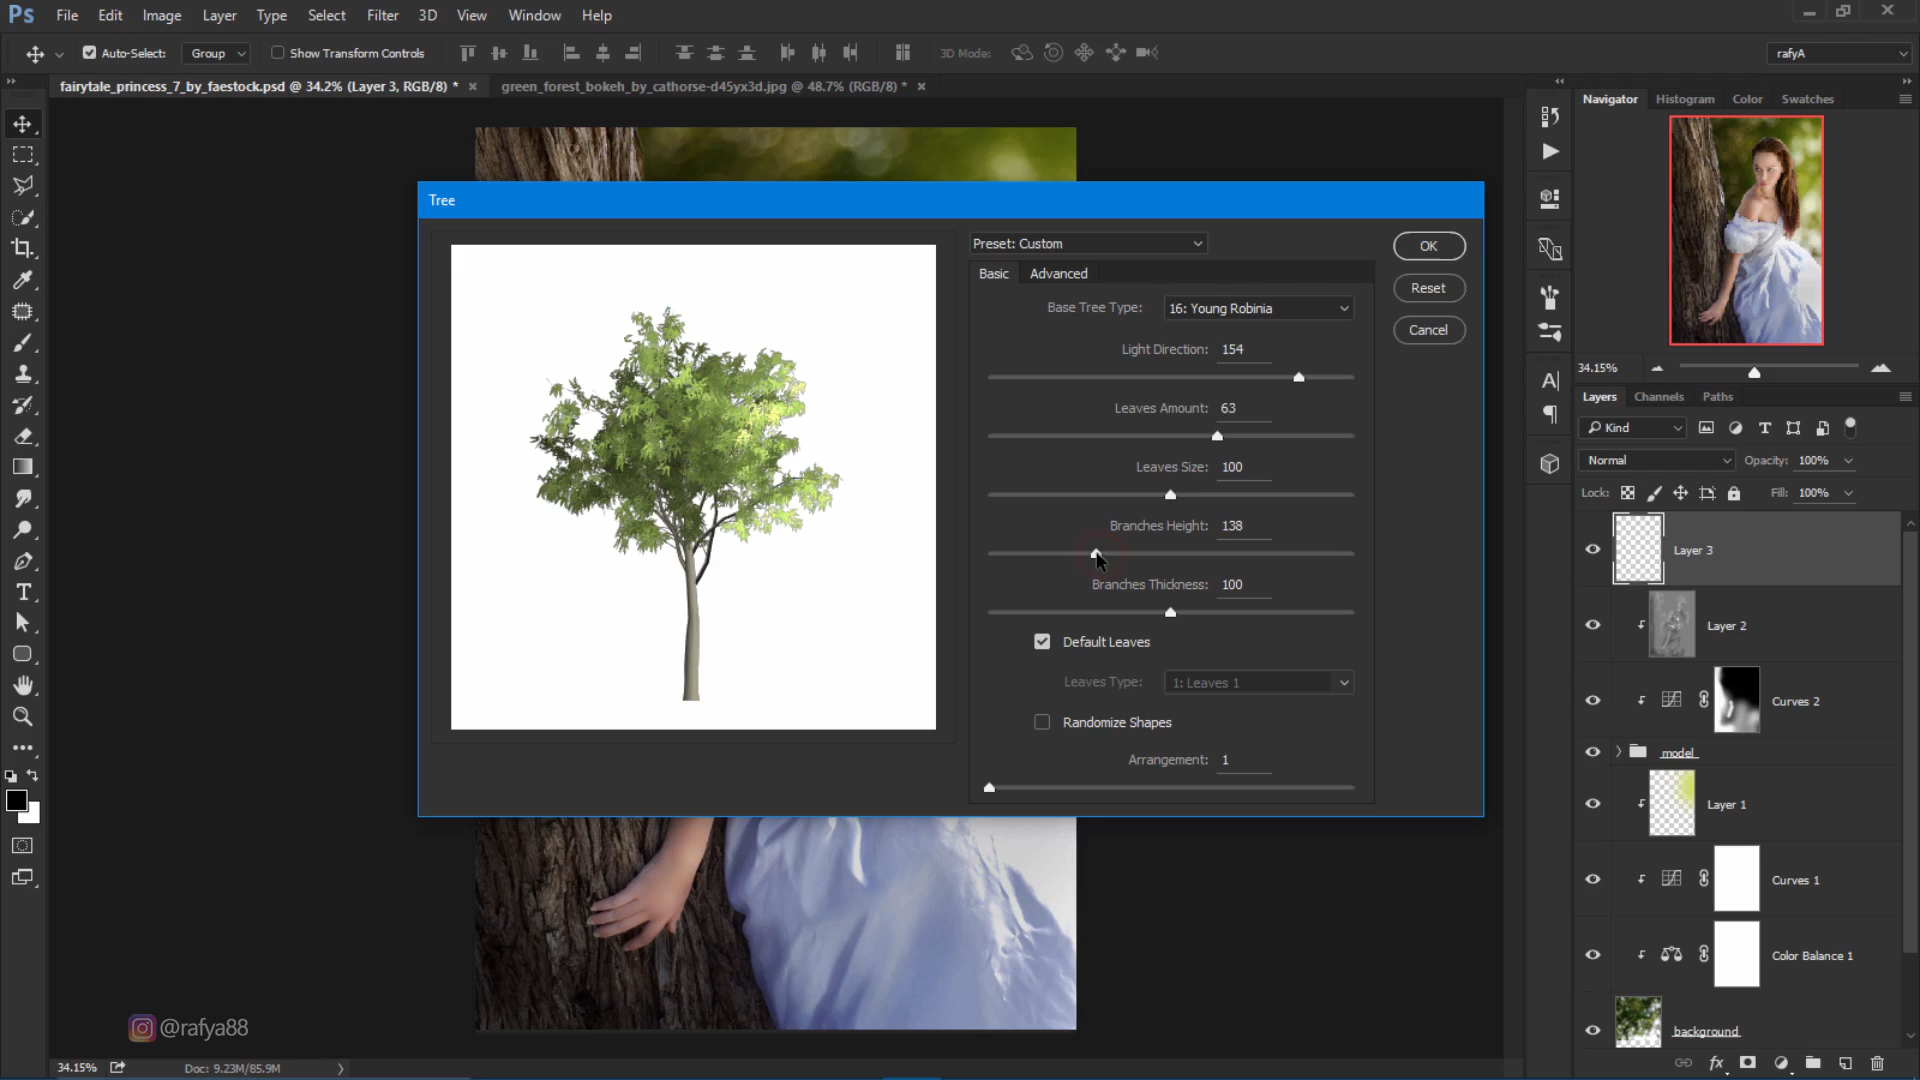 Ps File Edit Image Layer Type Select Filter 3D View Window Help
Auto-Select: Group Show Transform Controls 3D Mode: rafyA
fairytale_princess_7_by_faestock.psd @ 34.2% (Layer 3, RGB/8) * green_forest_bokeh_by_cathorse-d45yx3d.jpg @ 48.7% (RGB/8) *
Navigator Histogram Color Swatches
34.15%
Tree
Preset: Custom
Basic Advanced
Base Tree Type: 16: Young Robinia
Light Direction: 154
Leaves Amount: 63
Leaves Size: 100
Branches Height: 138
Branches Thickness: 100
Default Leaves
Leaves Type: 1: Leaves 1
Randomize Shapes
Arrangement: 1
OK
Reset
Cancel
Layers Channels Paths
Kind
Normal Opacity: 100%
Lock: Fill: 100%
Layer 3
Layer 2
Curves 2
model
Layer 1
Curves 1
Color Balance 1
background
@rafya88
34.15% Doc: 9.23M/85.9M